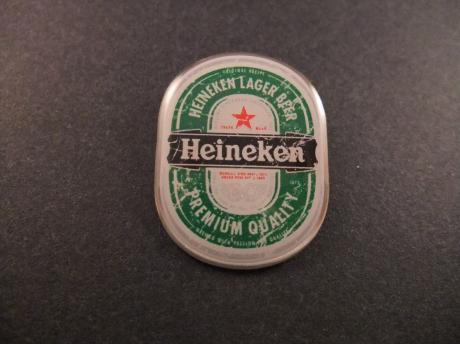 ORIGINAL RECIPE
HEINEKEN LAGER BEER
TRADE MARK
Heineken
PREMIUM QUALITY